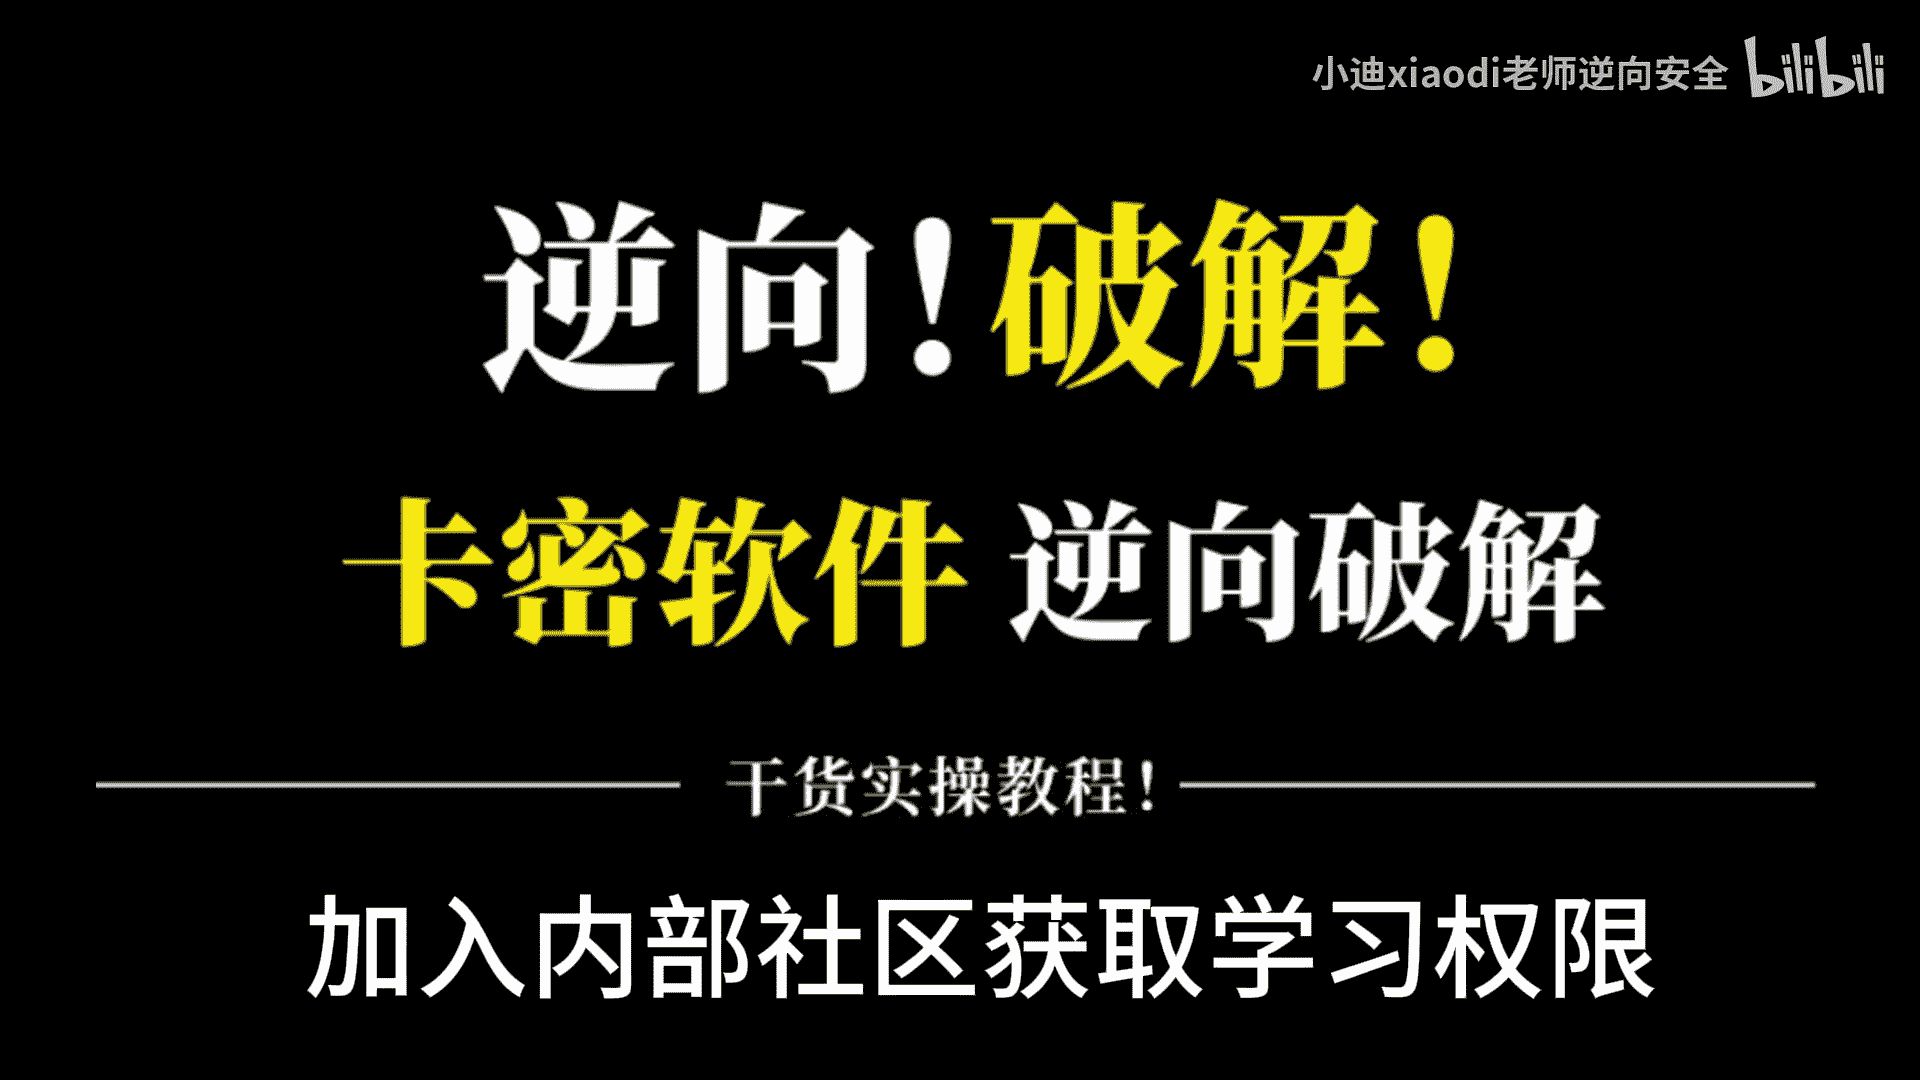 小迪xiaodi老师逆向安全 bilibili
逆向！破解！
卡密软件 逆向破解
干货实操教程！
加入内部社区获取学习权限